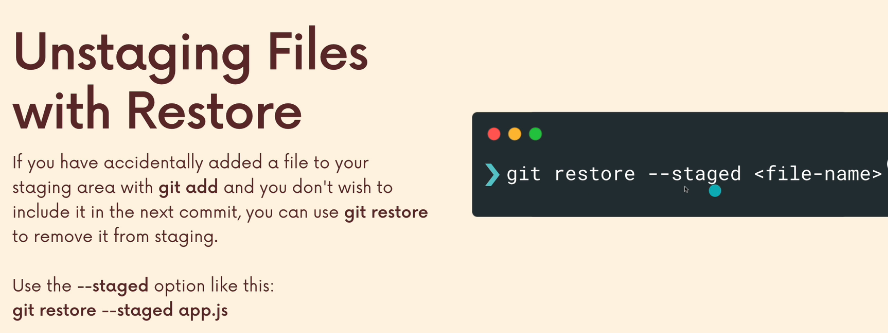 Unstaging Files
with Restore
If you have accidentally added a file to your
staging area with git add and you don't wish to
include it in the next commit, you can use git restore
to remove it from staging.
Use the --staged option like this:
git restore --staged app.js
❯ git restore --staged <file-name>